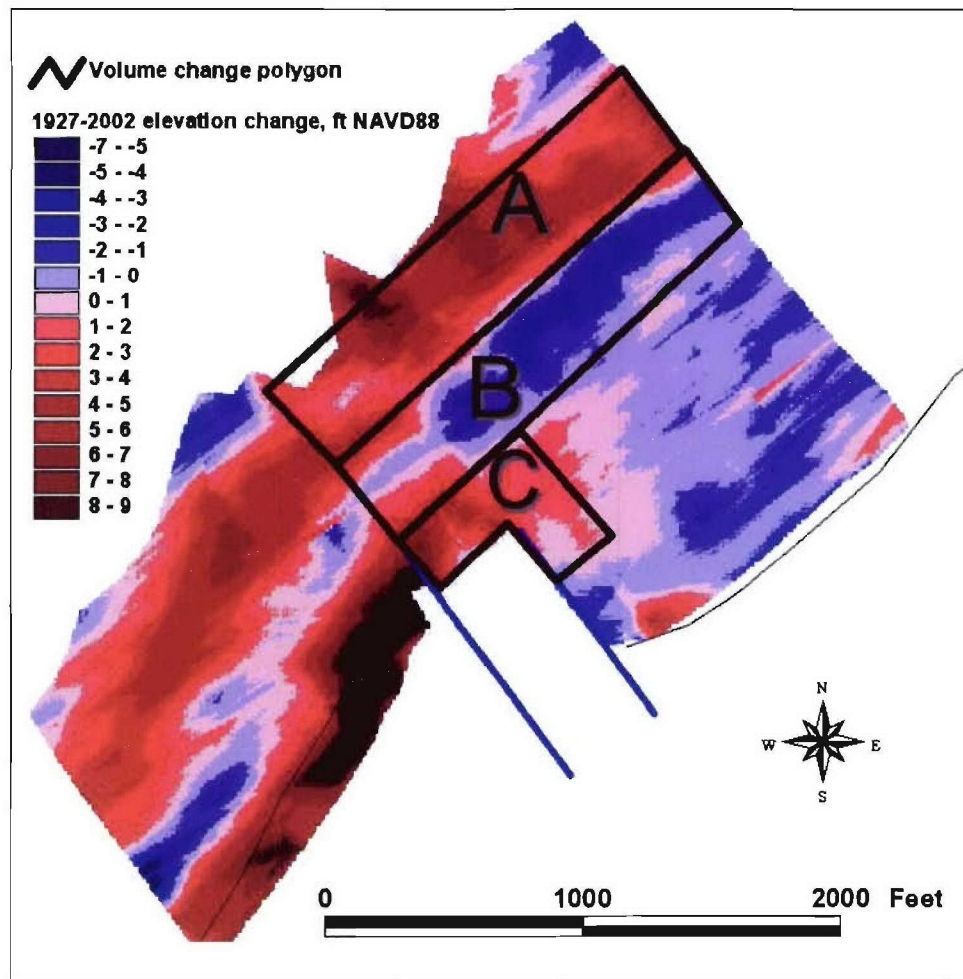 Volume change polygon
1927-2002 elevation change, ft NAVD88
-7 - -5
-5 - -4
-4 - -3
-3 - -2
-2 - -1
-1 - 0
0 - 1
1 - 2
2 - 3
3 - 4
4 - 5
5 - 6
6 - 7
7 - 8
8 - 9
A
B
C
N
W E
S
0 1000 2000 Feet